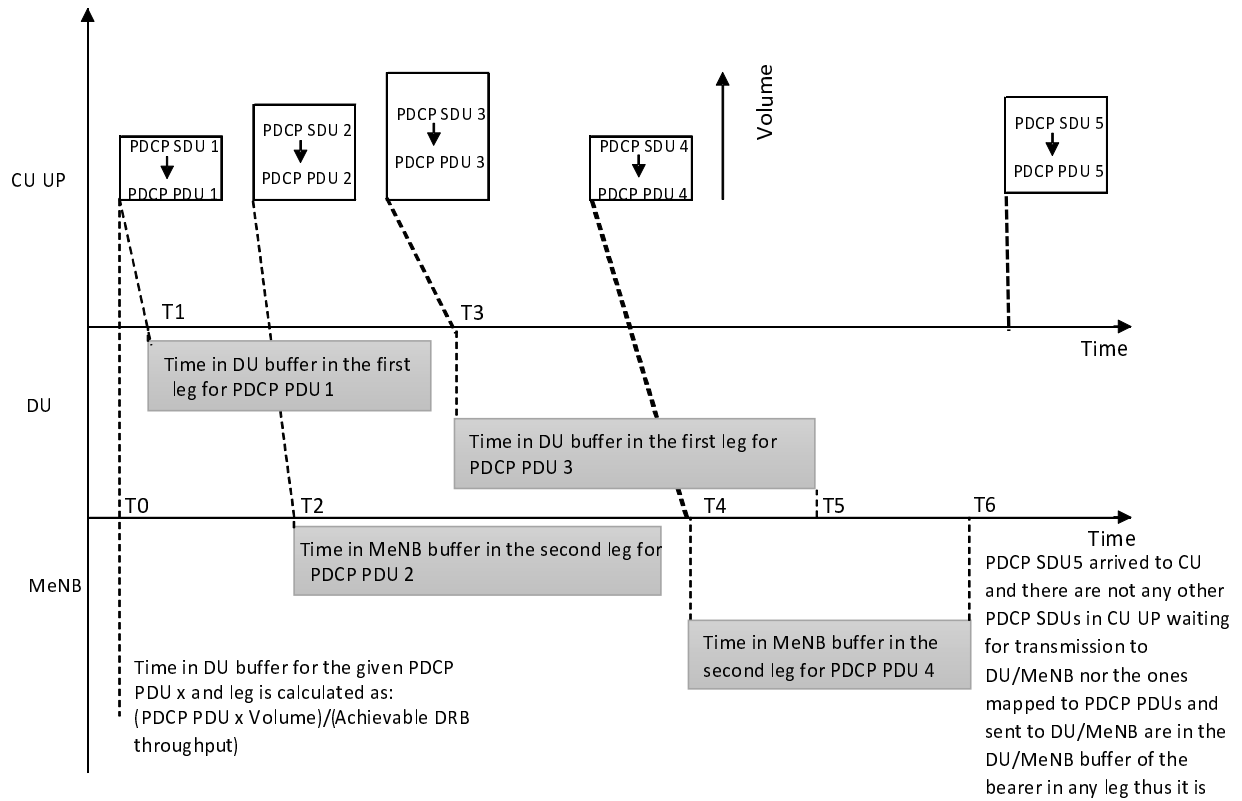 PDCP SDU 1
PDCP PDU 1
PDCP SDU 2
PDCP PDU 2
PDCP SDU 3
PDCP PDU 3
PDCP SDU 4
PDCP PDU 4
Volume
PDCP SDU 5
PDCP PDU 5
CU UP
T1
T3
Time
Time in DU buffer in the first
leg for PDCP PDU 1
DU
Time in DU buffer in the first leg for
PDCP PDU 3
T0
T2
T4
T5
T6
Time
Time in MeNB buffer in the second leg for
PDCP PDU 2
MeNB
Time in MeNB buffer in the
second leg for PDCP PDU 4
Time in DU buffer for the given PDCP
PDU x and leg is calculated as:
(PDCP PDU x Volume)/(Achievable DRB
throughput)
PDCP SDU5 arrived to CU
and there are not any other
PDCP SDUs in CU UP waiting
for transmission to
DU/MeNB nor the ones
mapped to PDCP PDUs and
sent to DU/MeNB are in the
DU/MeNB buffer of the
bearer in any leg thus it is